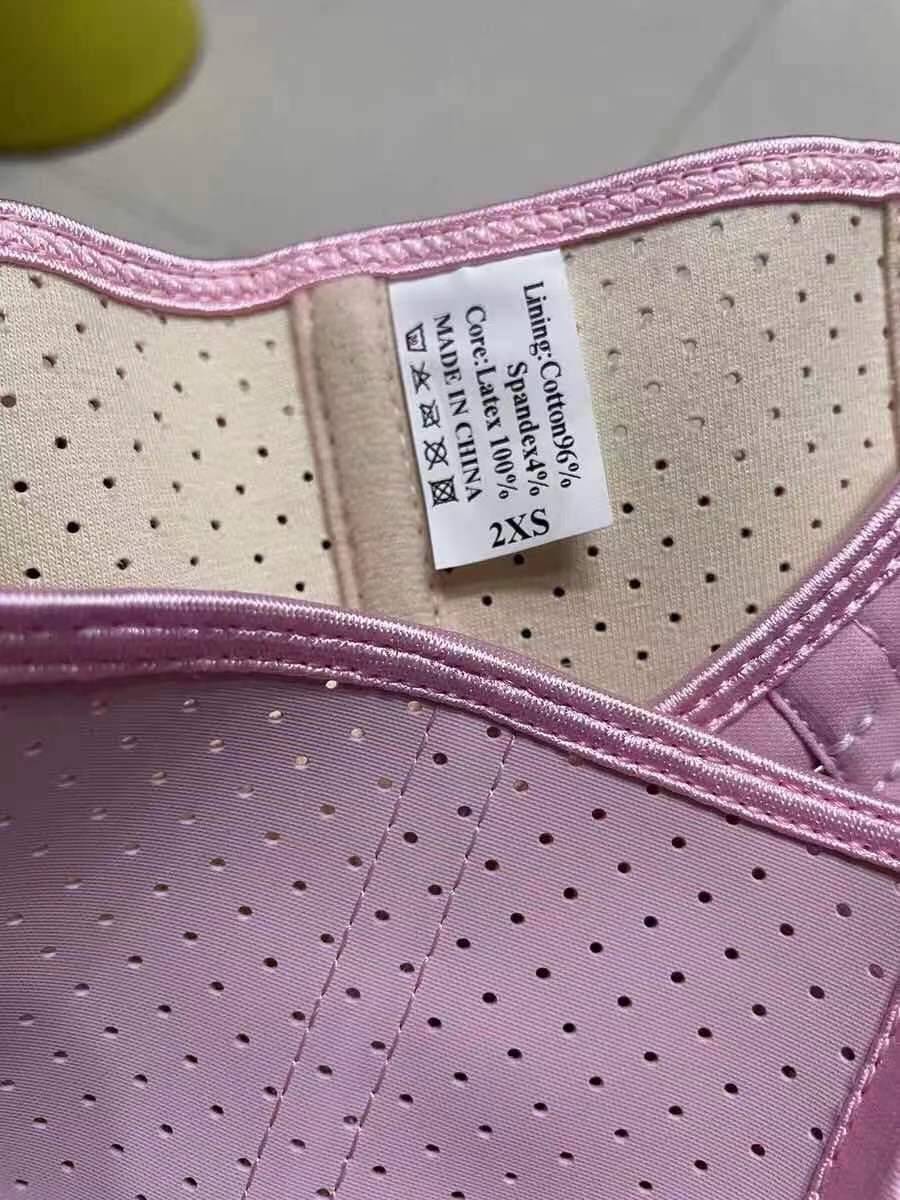 Lining:Cotton96%
Spandex4%
Core:Latex 100%
MADE IN CHINA
2XS